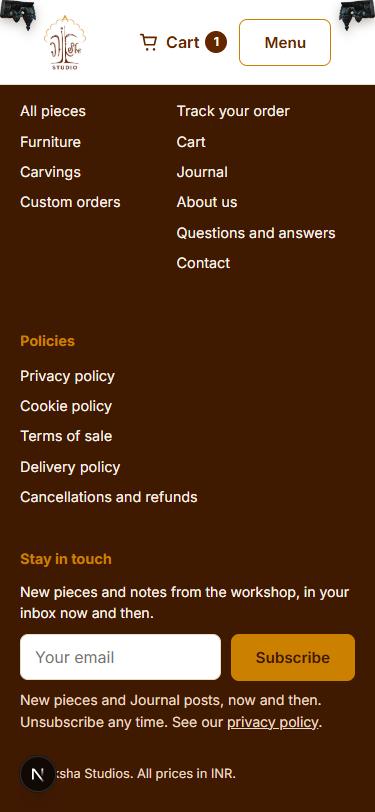 STUDIO
Cart 1
Menu
All pieces
Furniture
Carvings
Custom orders
Track your order
Cart
Journal
About us
Questions and answers
Contact
Policies
Privacy policy
Cookie policy
Terms of sale
Delivery policy
Cancellations and refunds
Stay in touch
New pieces and notes from the workshop, in your
inbox now and then.
Your email
Subscribe
New pieces and Journal posts, now and then.
Unsubscribe any time. See our privacy policy.
N
Studios. All prices in INR.